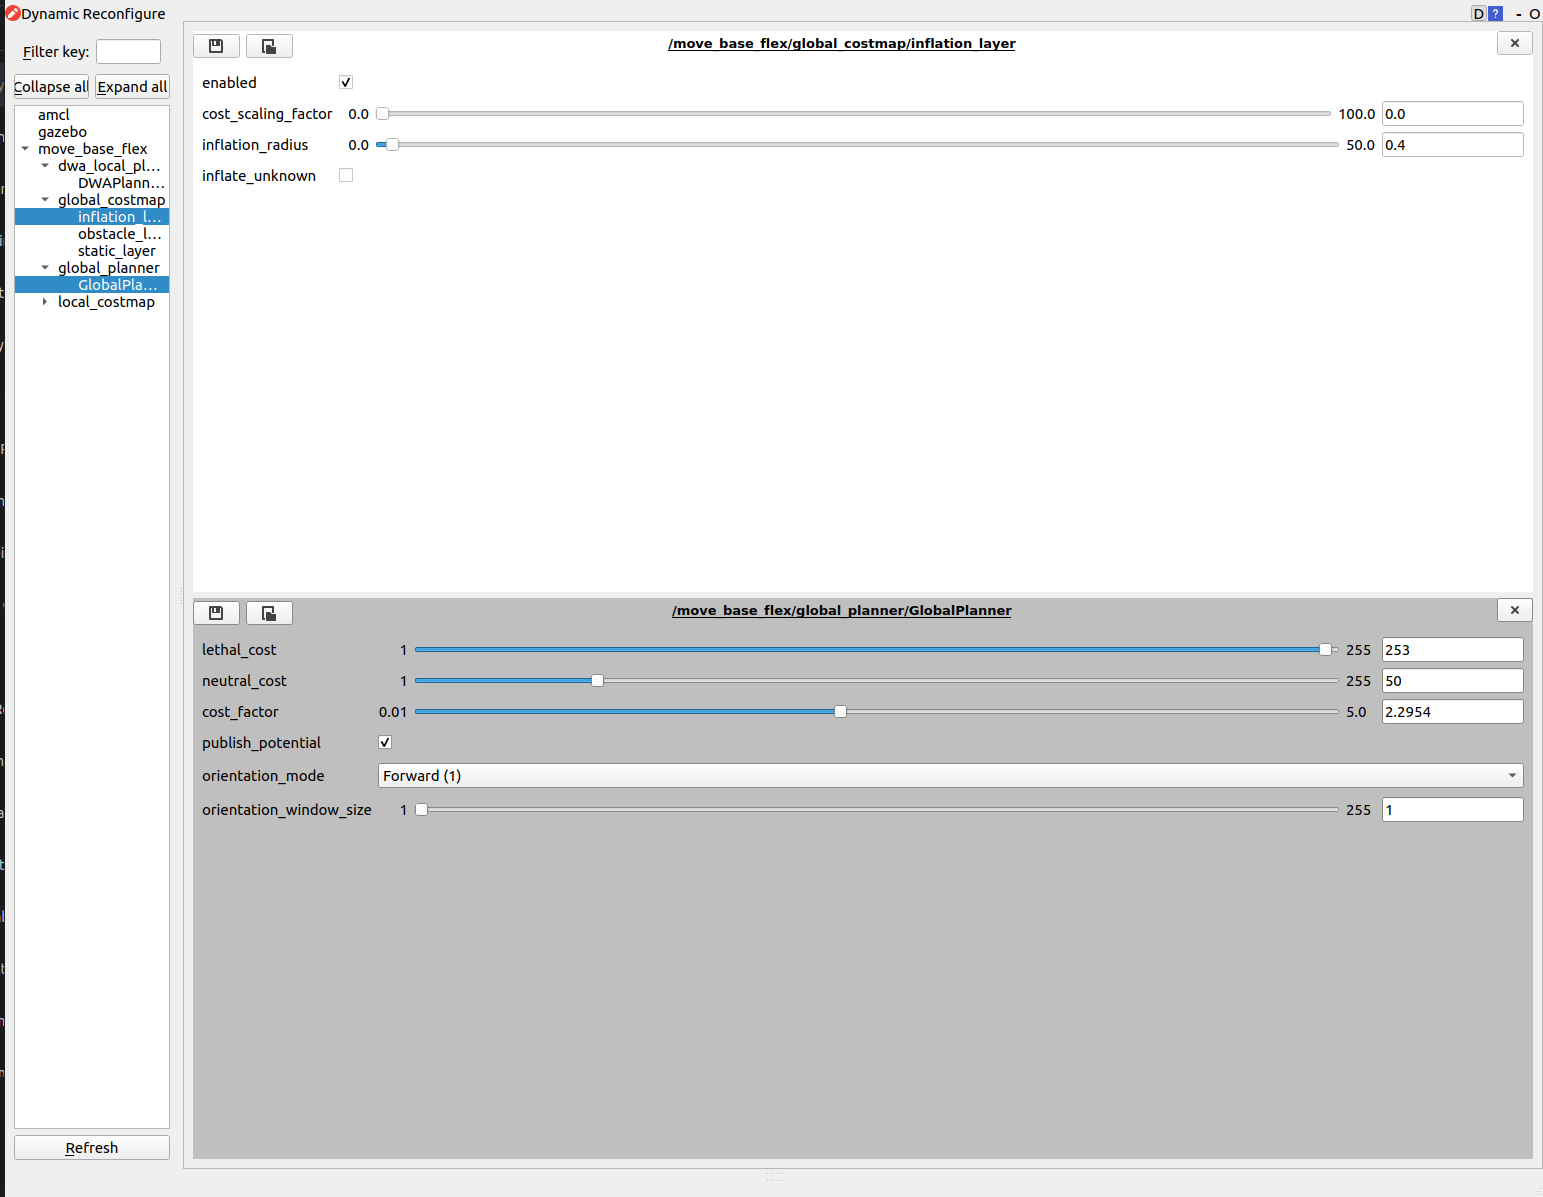 Dynamic Reconfigure
D ? - O
Filter key:
Collapse all Expand all
amcl
gazebo
move_base_flex
dwa_local_pl...
DWAPlann...
global_costmap
inflation_l...
obstacle_l...
static_layer
global_planner
GlobalPla...
local_costmap
Refresh
/move_base_flex/global_costmap/inflation_layer
enabled
cost_scaling_factor 0.0 100.0 0.0
inflation_radius 0.0 50.0 0.4
inflate_unknown
/move_base_flex/global_planner/GlobalPlanner
lethal_cost 1 255 253
neutral_cost 1 255 50
cost_factor 0.01 5.0 2.2954
publish_potential
orientation_mode Forward (1)
orientation_window_size 1 255 1